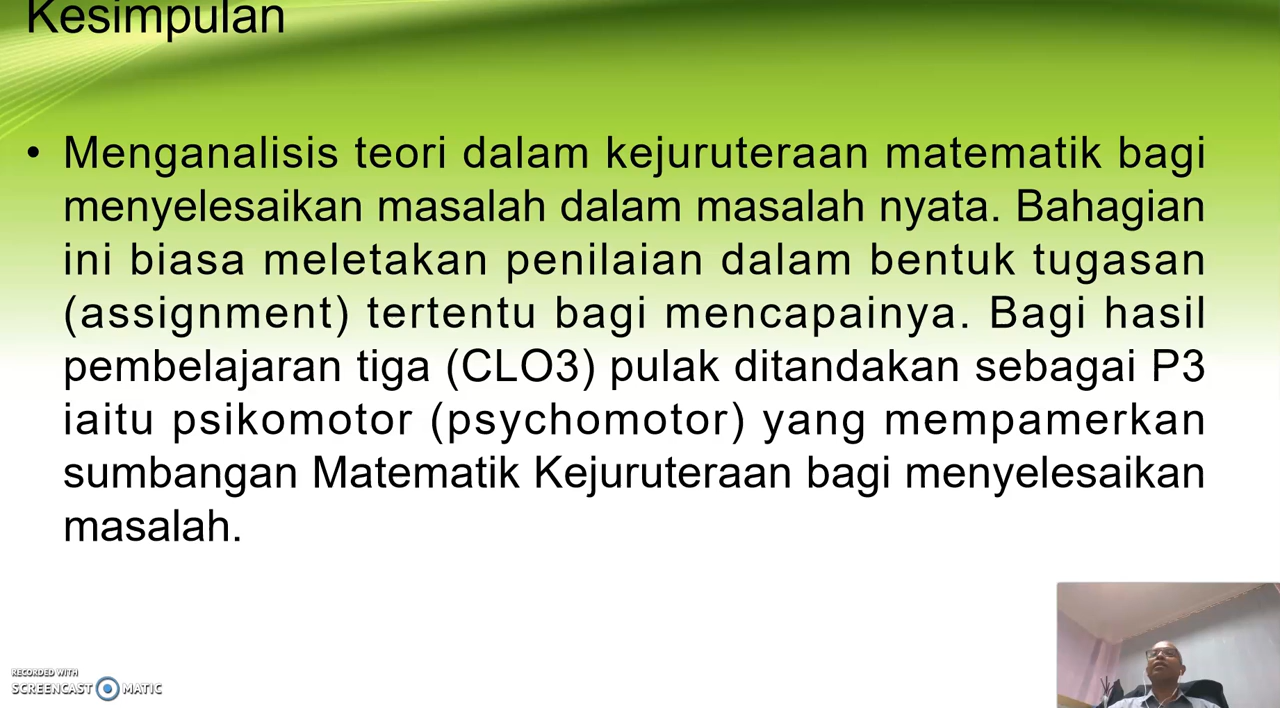 Kesimpulan
• Menganalisis teori dalam kejuruteraan matematik bagi
menyelesaikan masalah dalam masalah nyata. Bahagian
ini biasa meletakan penilaian dalam bentuk tugasan
(assignment) tertentu bagi mencapainya. Bagi hasil
pembelajaran tiga (CLO3) pulak ditandakan sebagai P3
iaitu psikomotor (psychomotor) yang mempamerkan
sumbangan Matematik Kejuruteraan bagi menyelesaikan
masalah.
RECORDED WITH
SCREENCAST MATIC